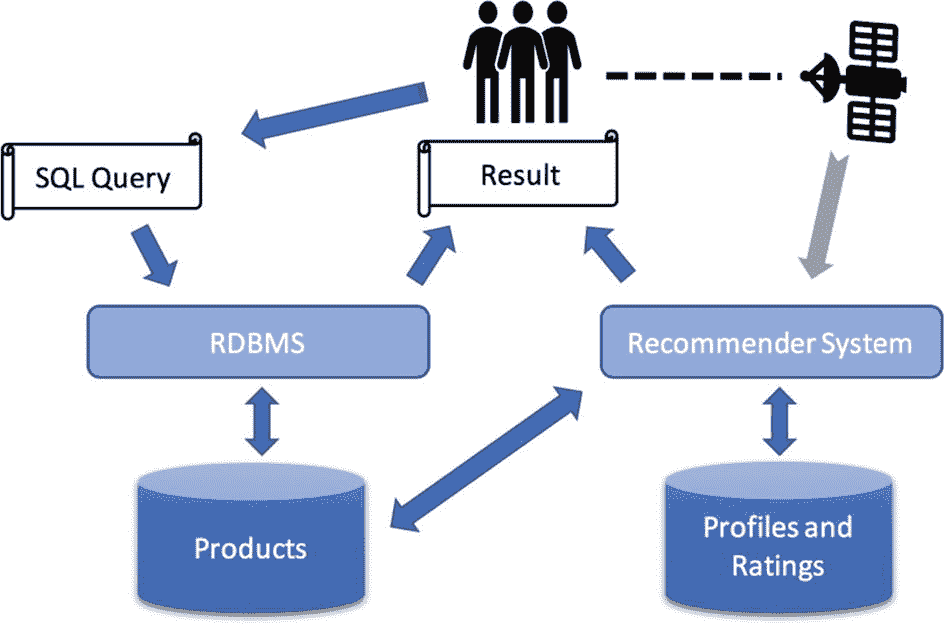 SQL Query
Result
RDBMS
Recommender System
Products
Profiles and
Ratings